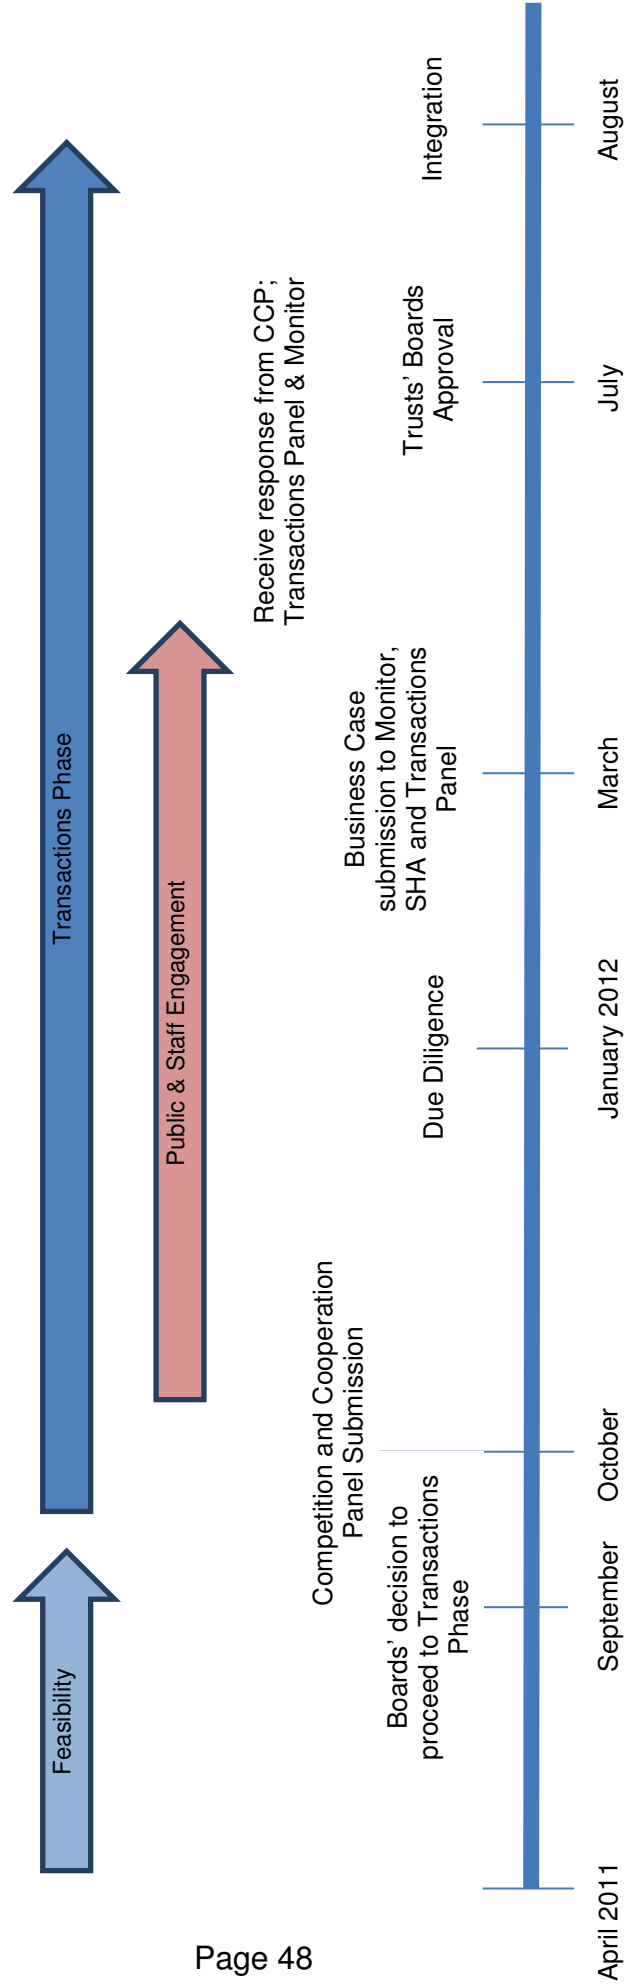 Feasibility
Transactions Phase
Public & Staff Engagement
Receive response from CCP;
Transactions Panel & Monitor
Competition and Cooperation
Panel Submission
Boards’ decision to
proceed to Transactions
Phase
Due Diligence
Business Case
submission to Monitor,
SHA and Transactions
Panel
Trusts’ Boards
Approval
Integration
April 2011
September
October
January 2012
March
July
August
Page 48